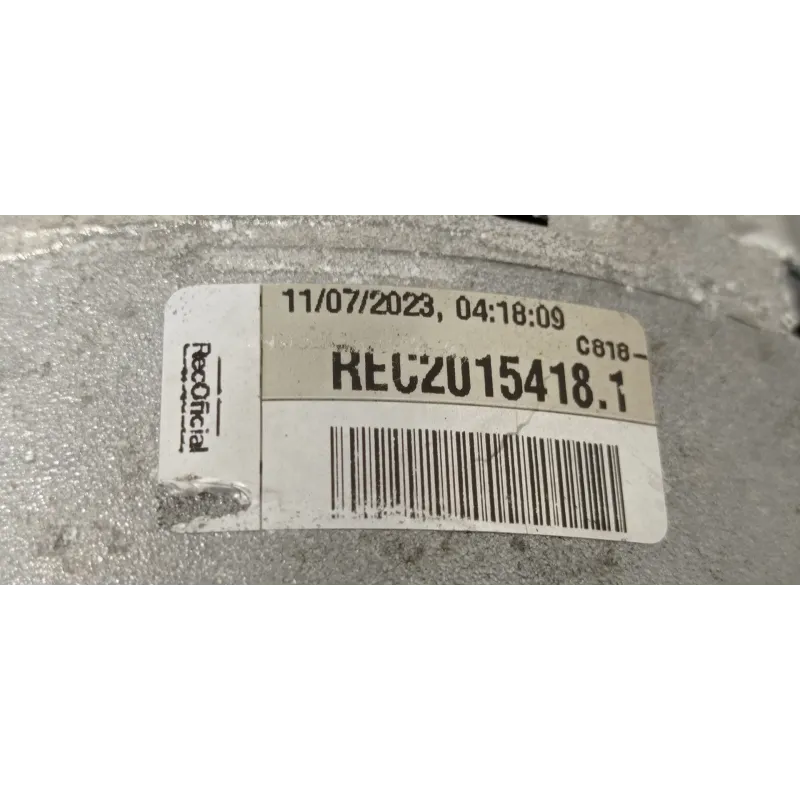 11/07/2023, 04:18:09
C818-
REC2015418.1
RecOficial